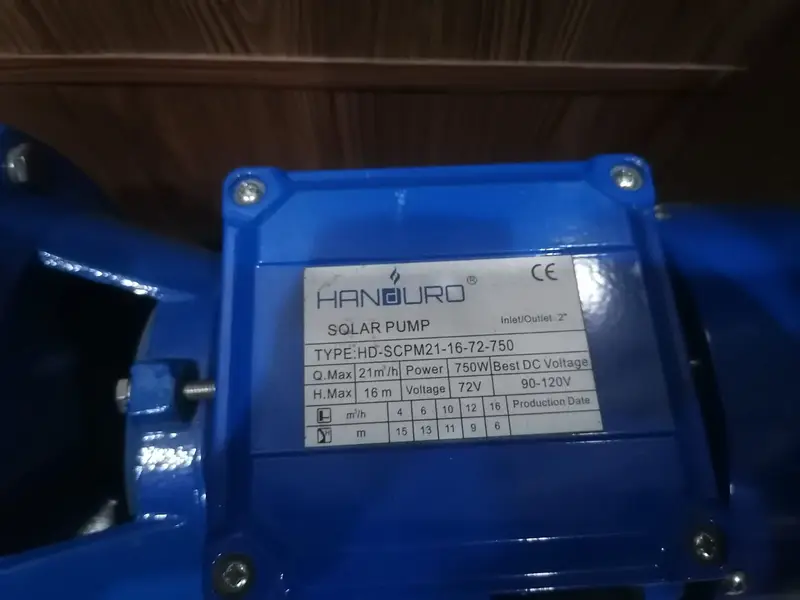 HANDURO®
CE
SOLAR PUMP
Inlet/Outlet 2"
TYPE:HD-SCPM21-16-72-750
Q.Max 21m³/h Power 750W Best DC Voltage
H.Max 16 m Voltage 72V 90-120V
m³/h 4 6 10 12 16 Production Date
m 15 13 11 9 6